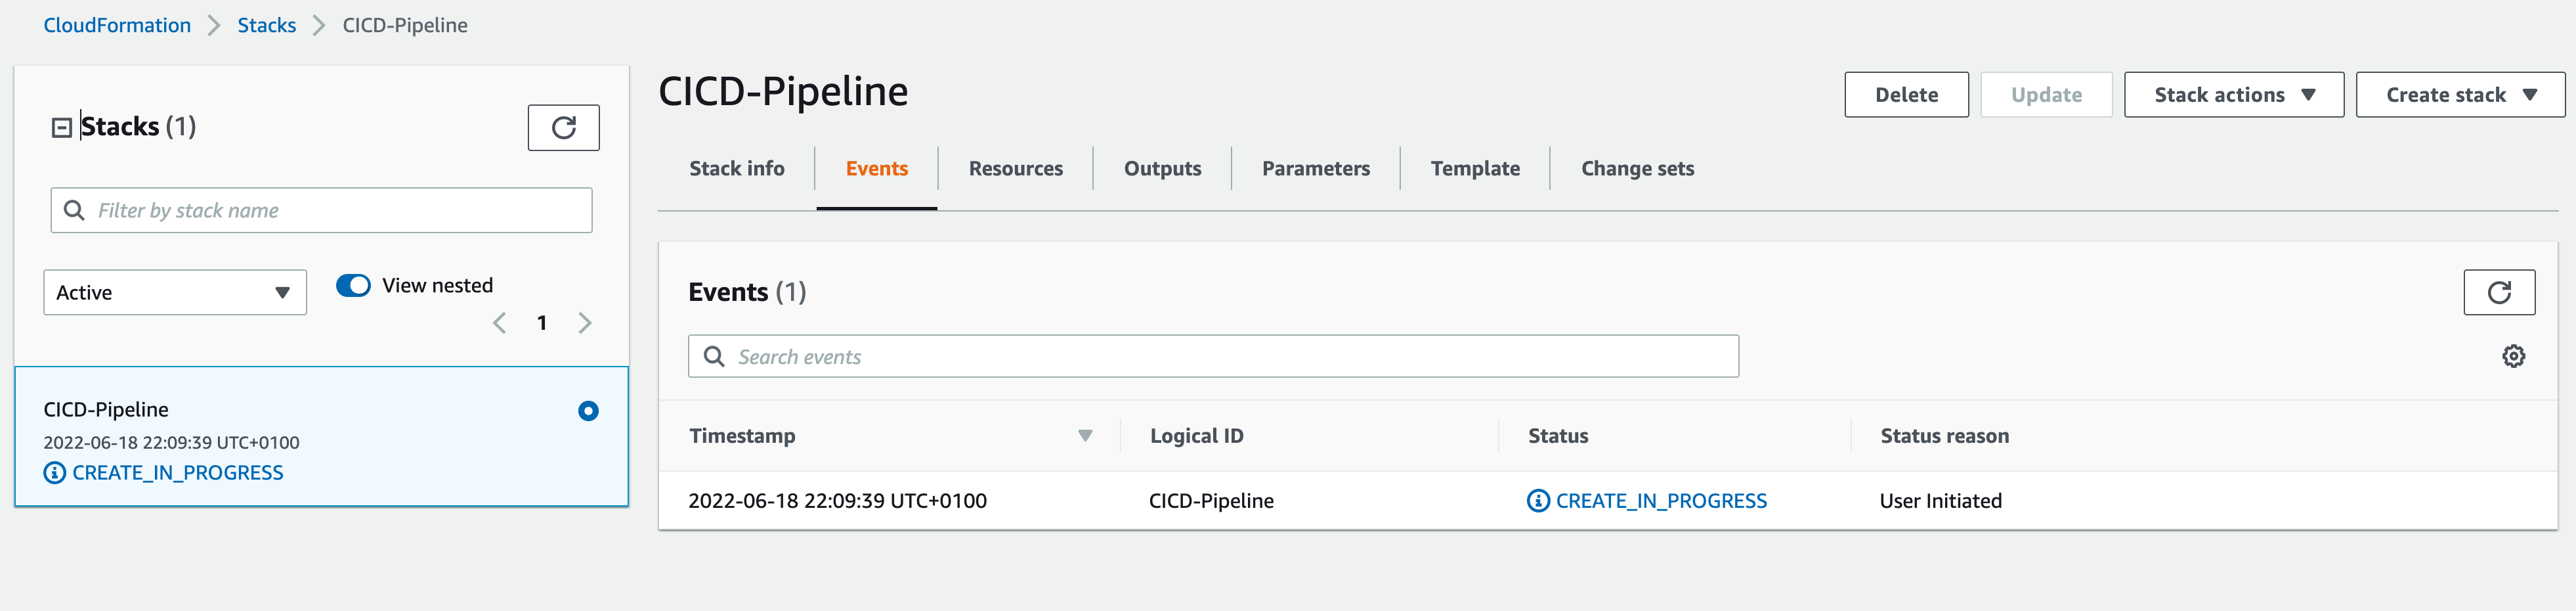 CloudFormation > Stacks > CICD-Pipeline
Stacks (1)
Filter by stack name
Active
View nested
1
CICD-Pipeline
2022-06-18 22:09:39 UTC+0100
CREATE_IN_PROGRESS
CICD-Pipeline
Delete
Update
Stack actions
Create stack
Stack info
Events
Resources
Outputs
Parameters
Template
Change sets
Events (1)
Search events
Timestamp Logical ID Status Status reason
2022-06-18 22:09:39 UTC+0100 CICD-Pipeline CREATE_IN_PROGRESS User Initiated